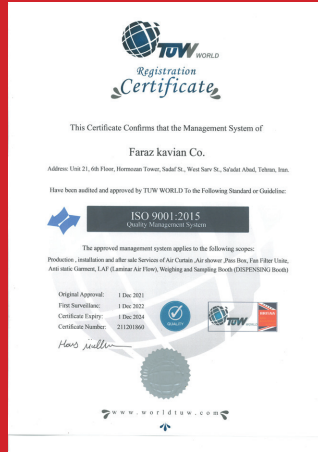 TUW WORLD
Registration
Certificate
This Certificate Confirms that the Management System of
Faraz kavian Co.
Address: Unit 21, 6th Floor, Hormozan Tower, Sadaf St., West Sarv St., Sa'adat Abad, Tehran, Iran.
Have been audited and approved by TUW WORLD To the Following Standard or Guideline:
ISO 9001:2015
Quality Management System
The approved management system applies to the following scopes:
Production , installation and after sale Services of Air Curtain ,Air shower ,Pass Box, Fan Filter Unite,
Anti static Garment, LAF (Laminar Air Flow), Weighing and Sampling Booth (DISPENSING Booth)
Original Approval: 1 Dec 2021
First Surveillanc: 1 Dec 2022
Certificate Expiry: 1 Dec 2024
Certificate Number: 211201860
QUALITY
TUW
www.worldtuw.com